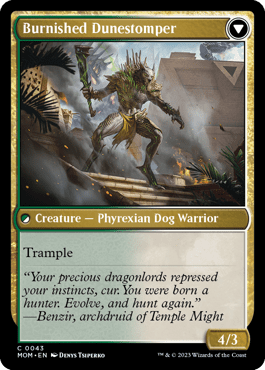 Burnished Dunestomper
Creature — Phyrexian Dog Warrior
Trample
“Your precious dragonlords repressed
your instincts, cur. You were born a
hunter. Evolve, and hunt again.”
—Benzir, archdruid of Temple Might
4/3
C 0043
MOM • EN DENYS TSIPERKO
™ & © 2023 Wizards of the Coast